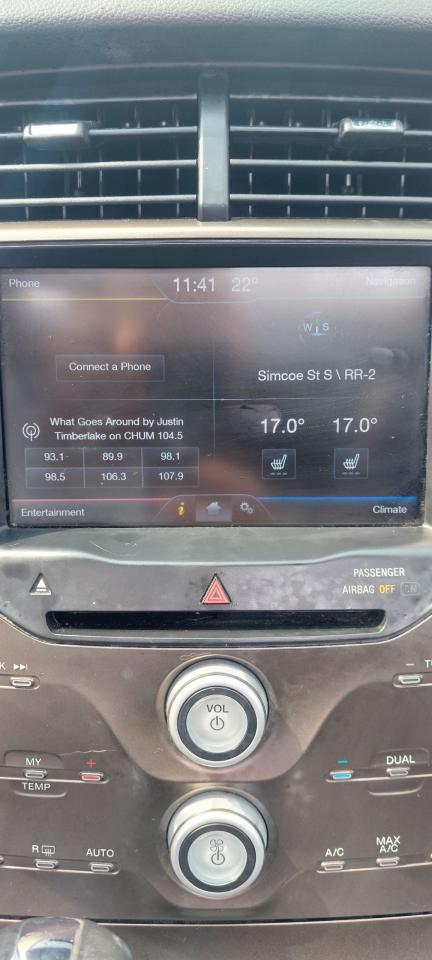 Phone
11:41 22°
Navigation
W S
Connect a Phone
Simcoe St S \ RR-2
What Goes Around by Justin
Timberlake on CHUM 104.5
17.0° 17.0°
93.1 89.9 98.1
98.5 106.3 107.9
i
Entertainment
Climate
PASSENGER
AIRBAG OFF ON
VOL
MY
TEMP
+
−
DUAL
R
AUTO
A/C
MAX
A/C